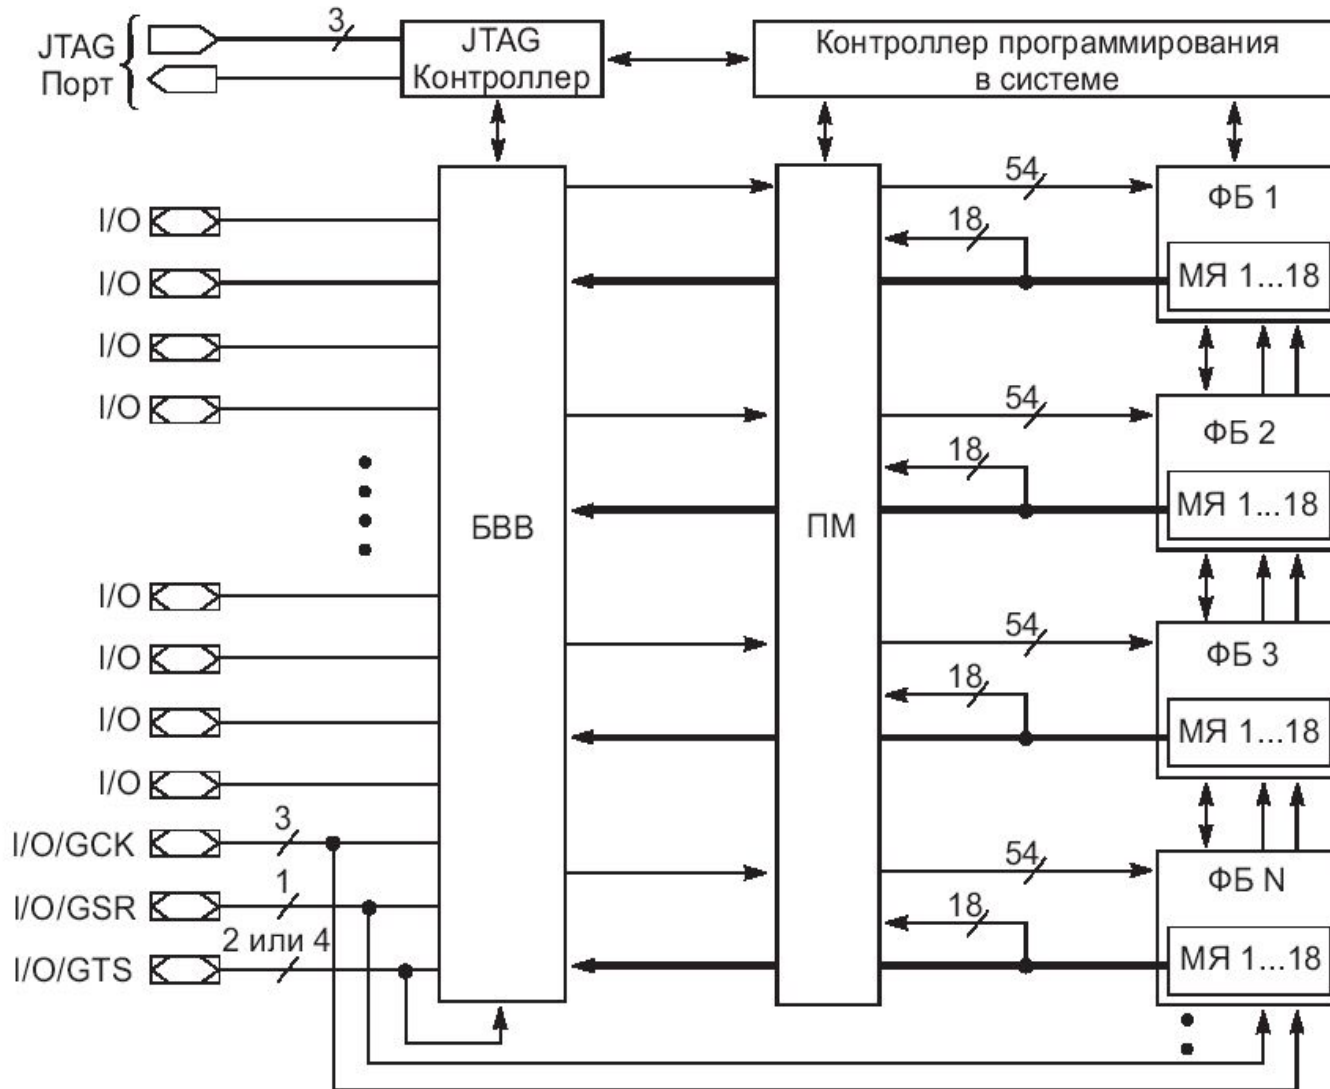 JTAG
Порт
3
JTAG
Контроллер
Контроллер программирования
в системе
54
ФБ 1
18
МЯ 1...18
I/O
I/O
I/O
I/O
54
ФБ 2
18
МЯ 1...18
БВВ
ПМ
I/O
I/O
I/O
I/O
54
ФБ 3
18
МЯ 1...18
I/O/GCK
3
I/O/GSR
1
I/O/GTS
2 или 4
54
ФБ N
18
МЯ 1...18